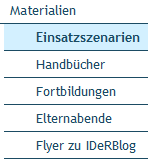 Materialien
Einsatzszenarien
Handbücher
Fortbildungen
Elternabende
Flyer zu IDeRBlog